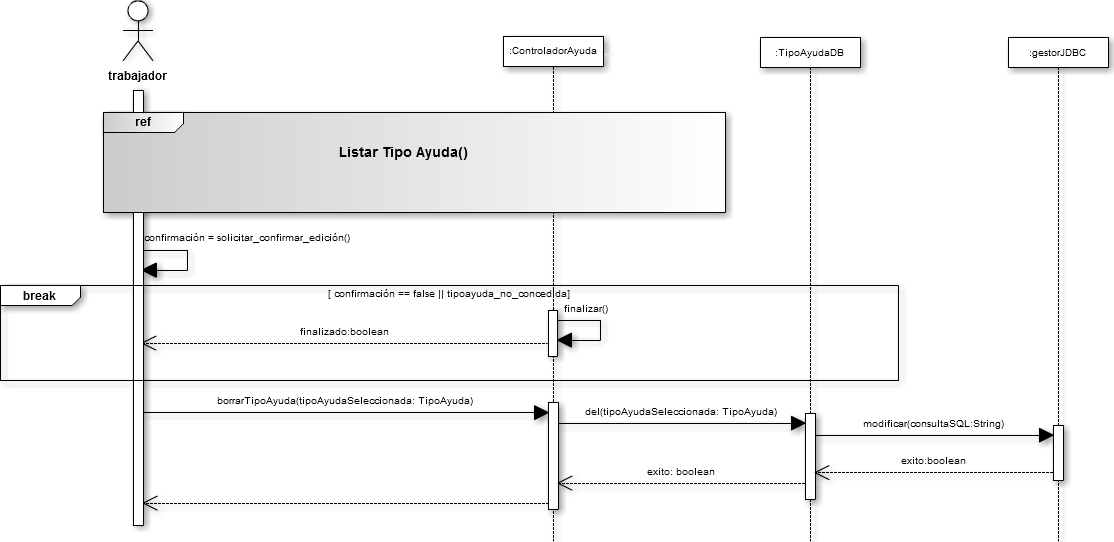 :ControladorAyuda
:TipoAyudaDB
:gestorJDBC
trabajador
ref
Listar Tipo Ayuda()
confirmación = solicitar_confirmar_edición()
break
[ confirmación == false || tipoayuda_no_concedida]
finalizar()
finalizado:boolean
borrarTipoAyuda(tipoAyudaSeleccionada: TipoAyuda)
del(tipoAyudaSeleccionada: TipoAyuda)
modificar(consultaSQL:String)
exito:boolean
exito: boolean